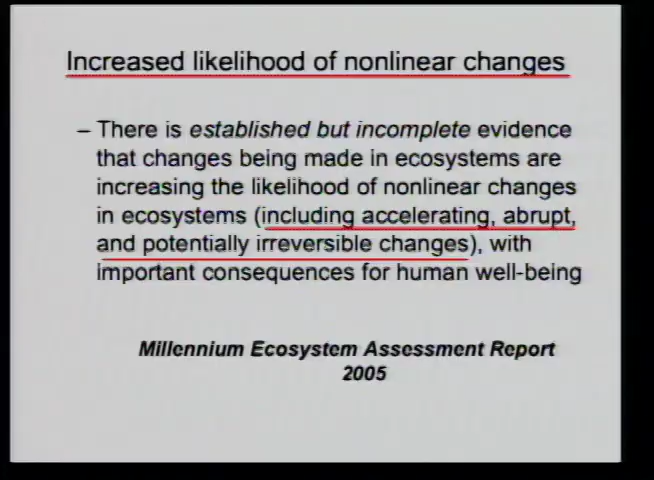 Increased likelihood of nonlinear changes
– There is established but incomplete evidence
that changes being made in ecosystems are
increasing the likelihood of nonlinear changes
in ecosystems (including accelerating, abrupt,
and potentially irreversible changes), with
important consequences for human well-being
Millennium Ecosystem Assessment Report
2005